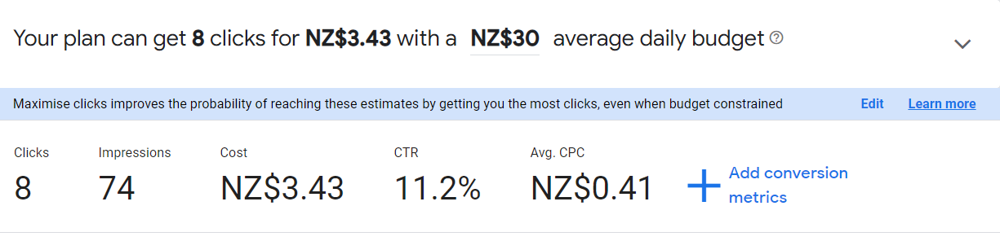 Your plan can get 8 clicks for NZ$3.43 with a NZ$30 average daily budget
Maximise clicks improves the probability of reaching these estimates by getting you the most clicks, even when budget constrained Edit Learn more
Clicks Impressions Cost CTR Avg. CPC
8 74 NZ$3.43 11.2% NZ$0.41
Add conversion
metrics